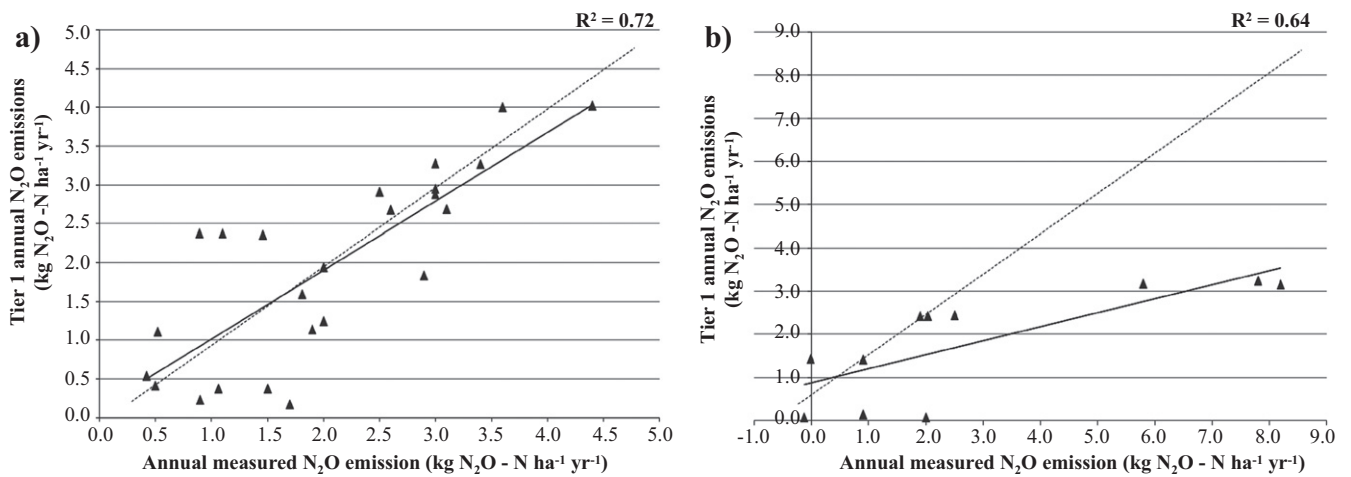 a)
R² = 0.72
Tier 1 annual N₂O emissions
(kg N₂O -N ha⁻¹ yr⁻¹)
5.0
4.5
4.0
3.5
3.0
2.5
2.0
1.5
1.0
0.5
0.0
0.0 0.5 1.0 1.5 2.0 2.5 3.0 3.5 4.0 4.5 5.0
Annual measured N₂O emission (kg N₂O - N ha⁻¹ yr⁻¹)
b)
R² = 0.64
Tier 1 annual N₂O emissions
(kg N₂O -N ha⁻¹ yr⁻¹)
9.0
8.0
7.0
6.0
5.0
4.0
3.0
2.0
1.0
0.0
-1.0 0.0 1.0 2.0 3.0 4.0 5.0 6.0 7.0 8.0 9.0
Annual measured N₂O emission (kg N₂O - N ha⁻¹ yr⁻¹)